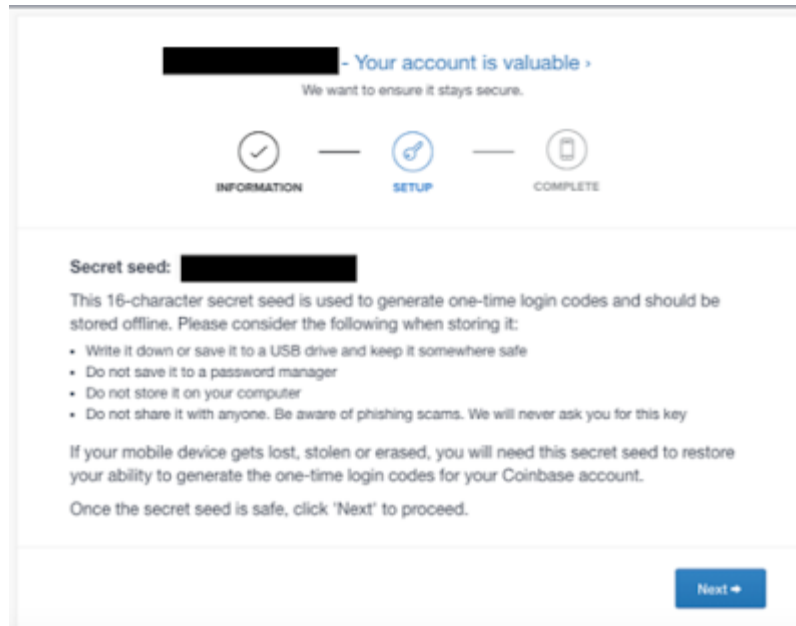 - Your account is valuable ›
We want to ensure it stays secure.
INFORMATION
SETUP
COMPLETE
Secret seed:
This 16-character secret seed is used to generate one-time login codes and should be
stored offline. Please consider the following when storing it:
• Write it down or save it to a USB drive and keep it somewhere safe
• Do not save it to a password manager
• Do not store it on your computer
• Do not share it with anyone. Be aware of phishing scams. We will never ask you for this key
If your mobile device gets lost, stolen or erased, you will need this secret seed to restore
your ability to generate the one-time login codes for your Coinbase account.
Once the secret seed is safe, click 'Next' to proceed.
Next ➜